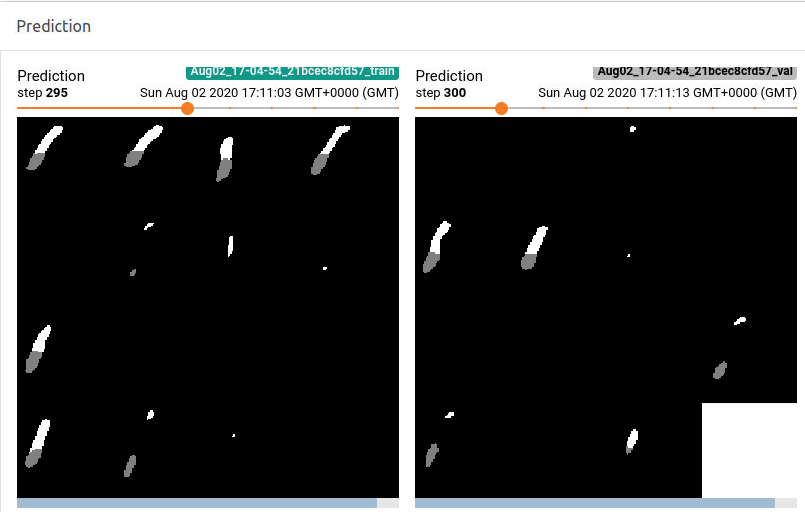 Prediction
Prediction
Aug02_17-04-54_21bcec8cfd57_train
step 295
Sun Aug 02 2020 17:11:03 GMT+0000 (GMT)
Prediction
Aug02_17-04-54_21bcec8cfd57_val
step 300
Sun Aug 02 2020 17:11:13 GMT+0000 (GMT)